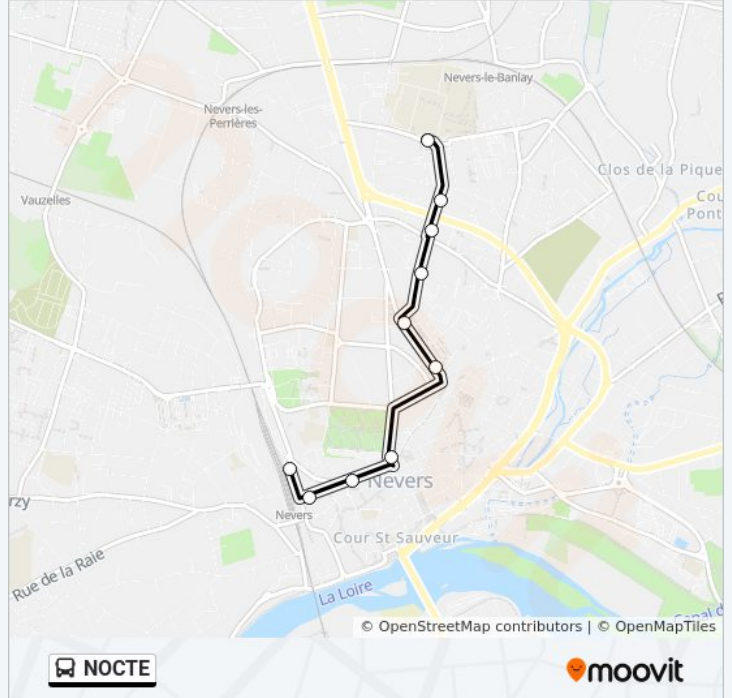 Nevers-le-Banlay
Nevers-les-
Perrières
Clos de la Pique
Vauzelles
Cou
Pont
Nevers
rzy
Nevers
Cour St Sauveur
Rue de la Raie
La Loire
Canal d
© OpenStreetMap contributors | © OpenMapTiles
NOCTE
moovit